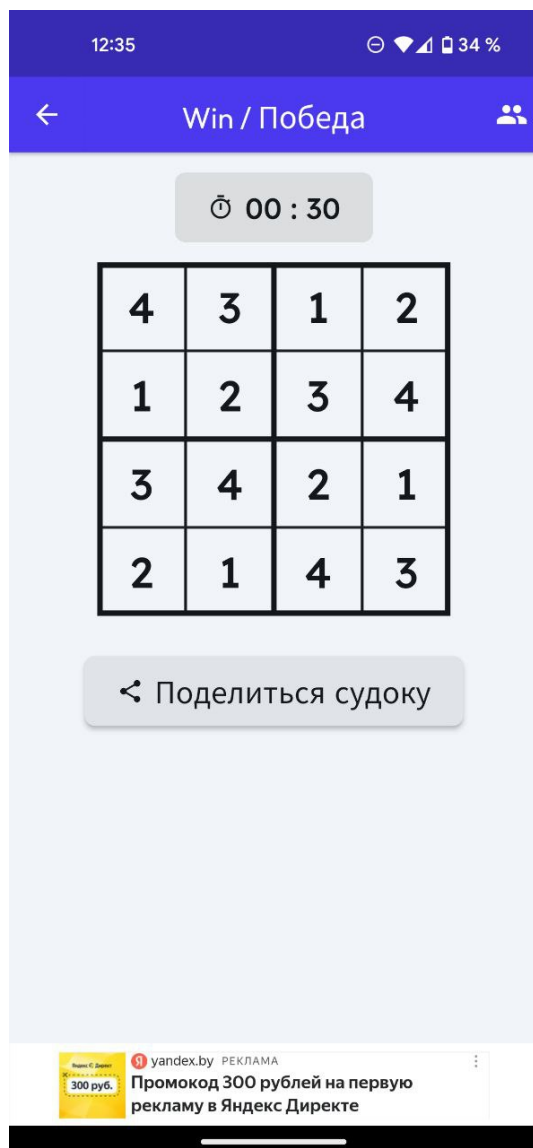 12:35 34 %
Win / Победа
00 : 30
4 3 1 2
1 2 3 4
3 4 2 1
2 1 4 3
Поделиться судоку
Яндекс Директ
300 руб.
Я yandex.by РЕКЛАМА
Промокод 300 рублей на первую
рекламу в Яндекс Директе